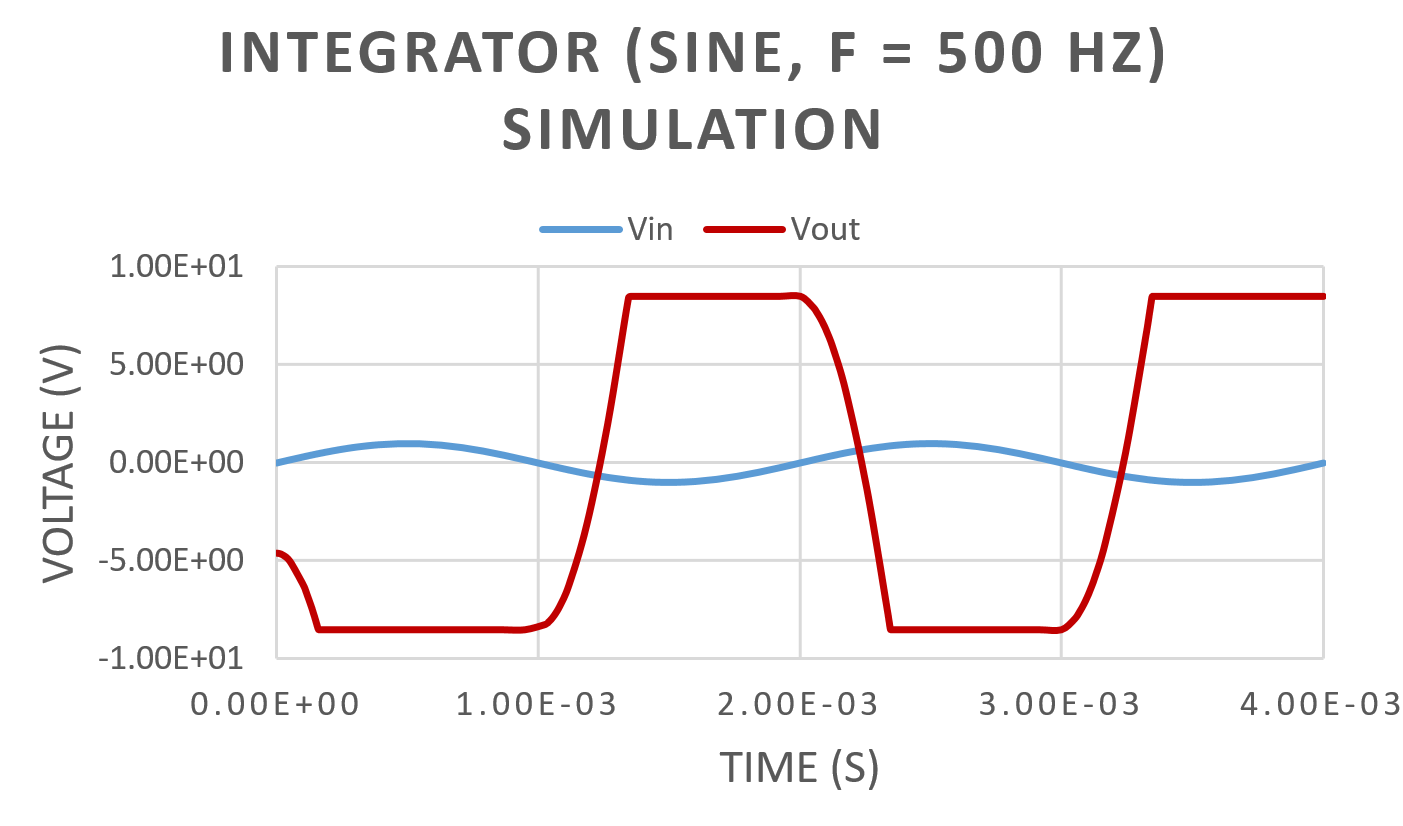 INTEGRATOR (SINE, F = 500 HZ)
SIMULATION
Vin Vout
1.00E+01
5.00E+00
0.00E+00
-5.00E+00
-1.00E+01
VOLTAGE (V)
0.00E+00 1.00E-03 2.00E-03 3.00E-03 4.00E-03
TIME (S)